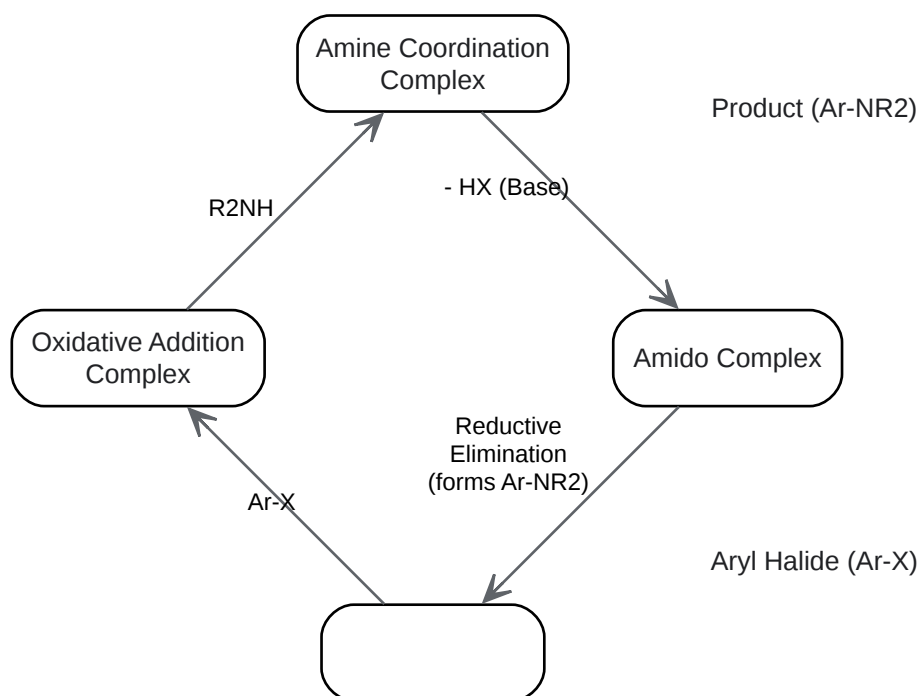 Amine Coordination
Complex
Product (Ar-NR2)
- HX (Base)
R2NH
Oxidative Addition
Complex
Amido Complex
Reductive
Elimination
(forms Ar-NR2)
Ar-X
Aryl Halide (Ar-X)